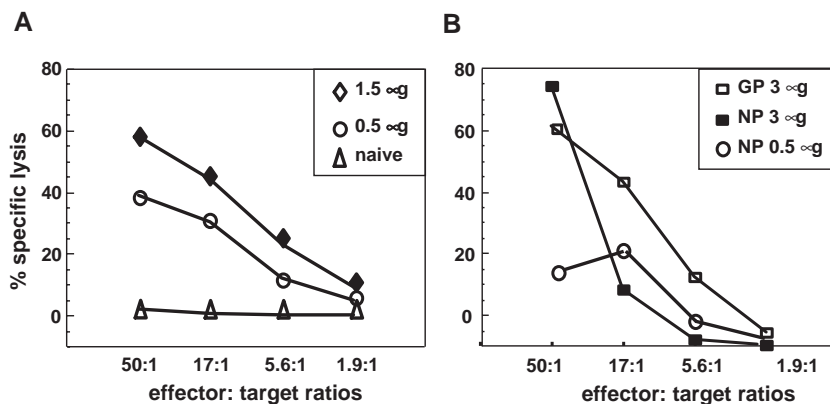 A
80
60
40
20
0
% specific lysis
1.5 ∝g
0.5 ∝g
naive
50:1 17:1 5.6:1 1.9:1
effector: target ratios
B
80
60
40
20
0
GP 3 ∝g
NP 3 ∝g
NP 0.5 ∝g
50:1 17:1 5.6:1 1.9:1
effector: target ratios